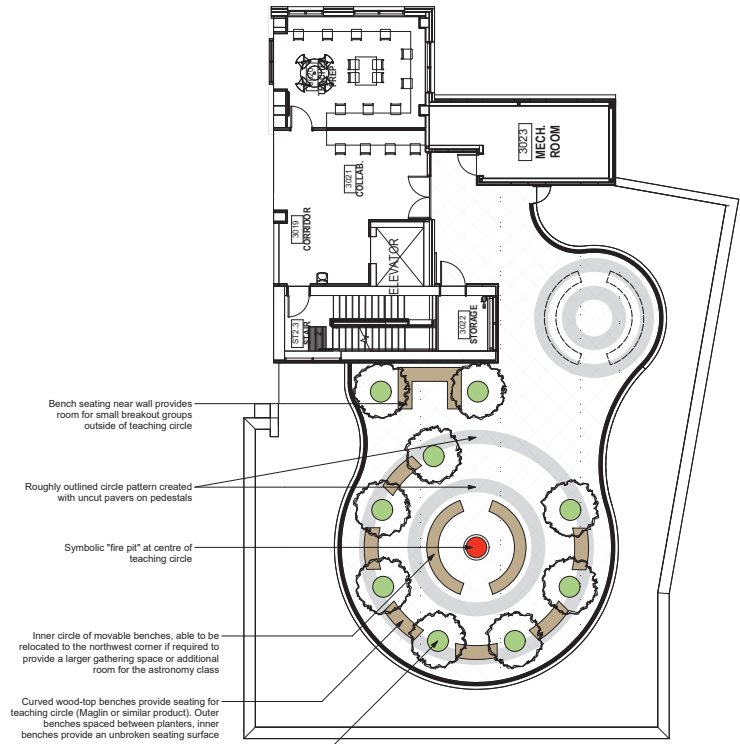 PREP
3023
MECH.
ROOM
3021
COLLAB.
3019
CORRIDOR
ELEVATOR
ST2.3
STAIR
3022
STORAGE
Bench seating near wall provides
room for small breakout groups
outside of teaching circle
Roughly outlined circle pattern created
with uncut pavers on pedestals
Symbolic "fire pit" at centre of
teaching circle
Inner circle of movable benches, able to be
relocated to the northwest corner if required to
provide a larger gathering space or additional
room for the astronomy class
Curved wood-top benches provide seating for
teaching circle (Maglin or similar product). Outer
benches spaced between planters, inner
benches provide an unbroken seating surface